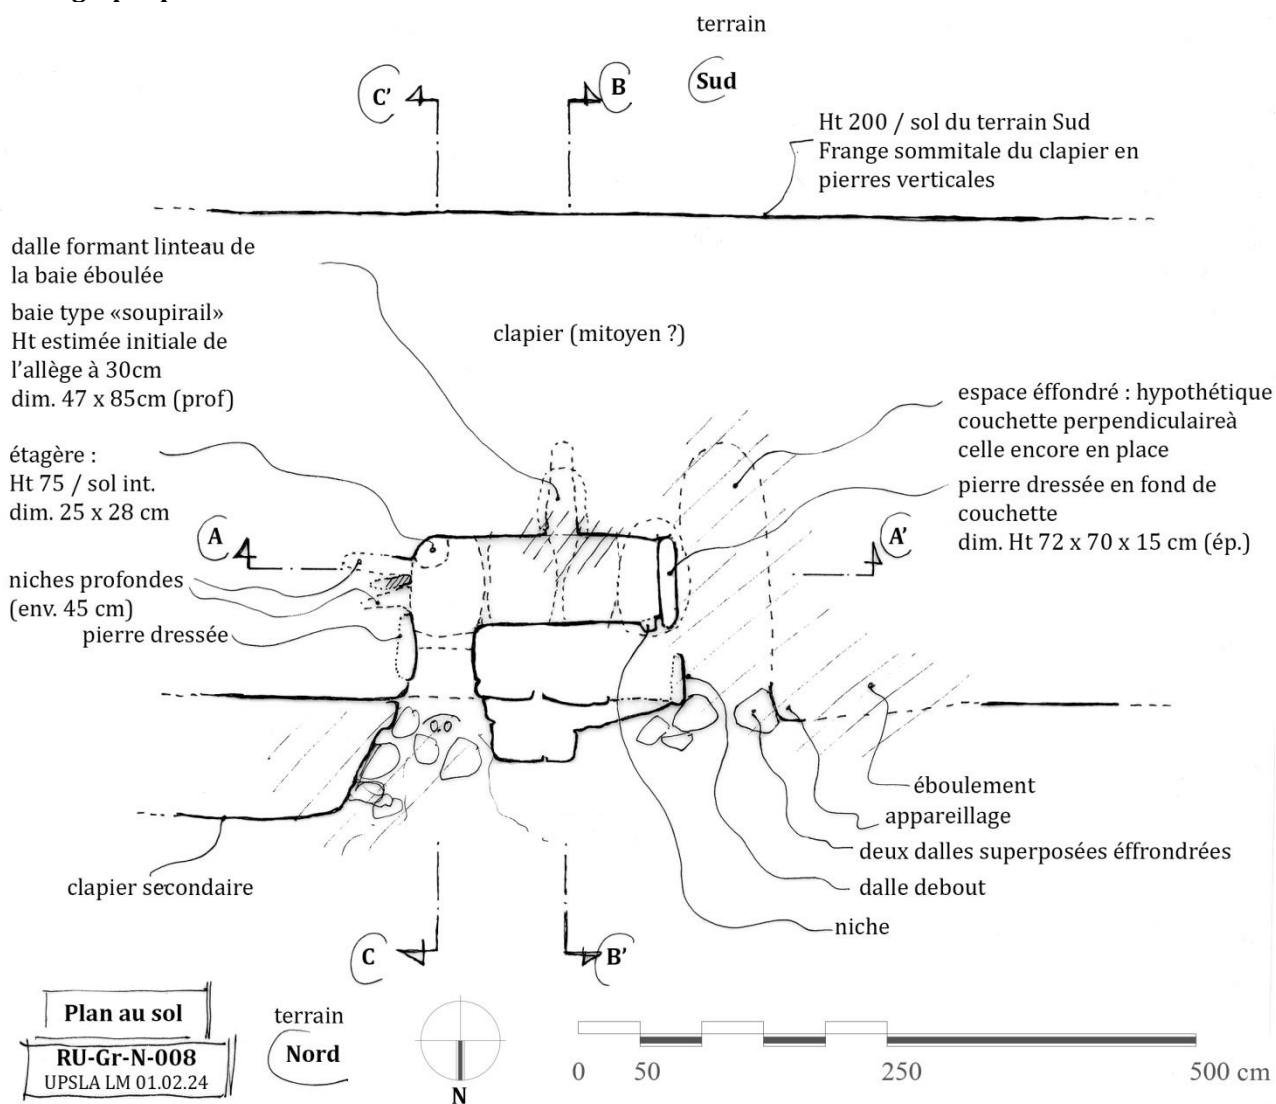 terrain
C'
B
Sud
Ht 200 / sol du terrain Sud
Frange sommitale du clapier en
pierres verticales
dalle formant linteau de
la baie éboulée
baie type «soupirail»
Ht estimée initiale de
l'allège à 30cm
dim. 47 x 85cm (prof)
clapier (mitoyen ?)
espace éffondré : hypothétique
couchette perpendiculaireà
celle encore en place
étagère :
Ht 75 / sol int.
dim. 25 x 28 cm
pierre dressée en fond de
couchette
dim. Ht 72 x 70 x 15 cm (ép.)
A
A'
niches profondes
(env. 45 cm)
pierre dressée
éboulement
appareillage
deux dalles superposées éffrondrées
dalle debout
niche
clapier secondaire
C
B'
Plan au sol
RU-Gr-N-008
UPSLA LM 01.02.24
terrain
Nord
N
0 50 250 500 cm